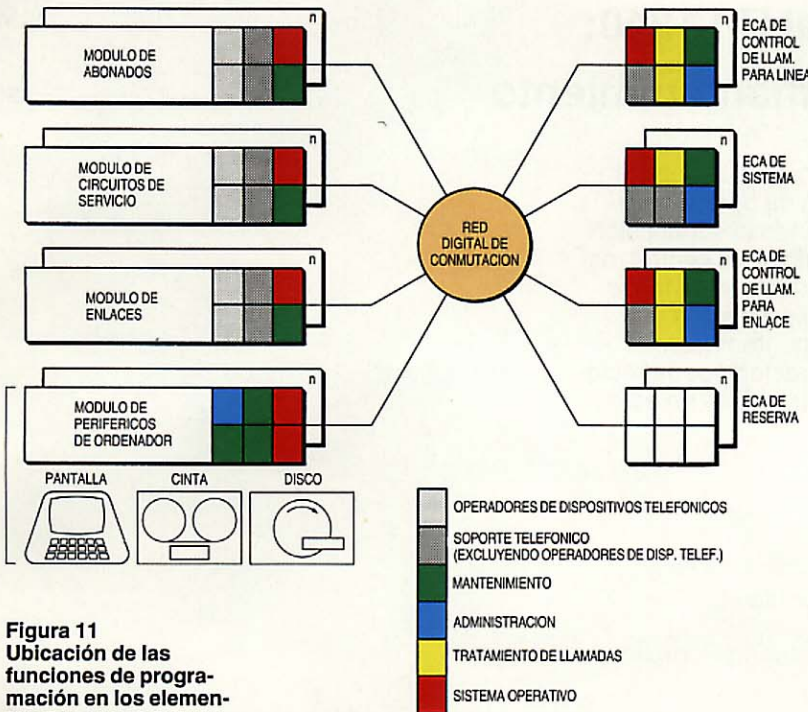 n
MODULO DE
ABONADOS
n
MODULO DE
CIRCUITOS DE
SERVICIO
n
MODULO DE
ENLACES
n
MODULO DE
PERIFERICOS
DE ORDENADOR
PANTALLA
CINTA
DISCO
RED
DIGITAL DE
CONMUTACION
n
ECA DE
CONTROL
DE LLAM.
PARA LINEA
n
ECA DE
SISTEMA
n
ECA DE
CONTROL
DE LLAM.
PARA
ENLACE
n
ECA DE
RESERVA
OPERADORES DE DISPOSITIVOS TELEFONICOS
SOPORTE TELEFONICO
(EXCLUYENDO OPERADORES DE DISP. TELEF.)
MANTENIMIENTO
ADMINISTRACION
TRATAMIENTO DE LLAMADAS
SISTEMA OPERATIVO
Figura 11
Ubicación de las
funciones de progra-
mación en los elemen-